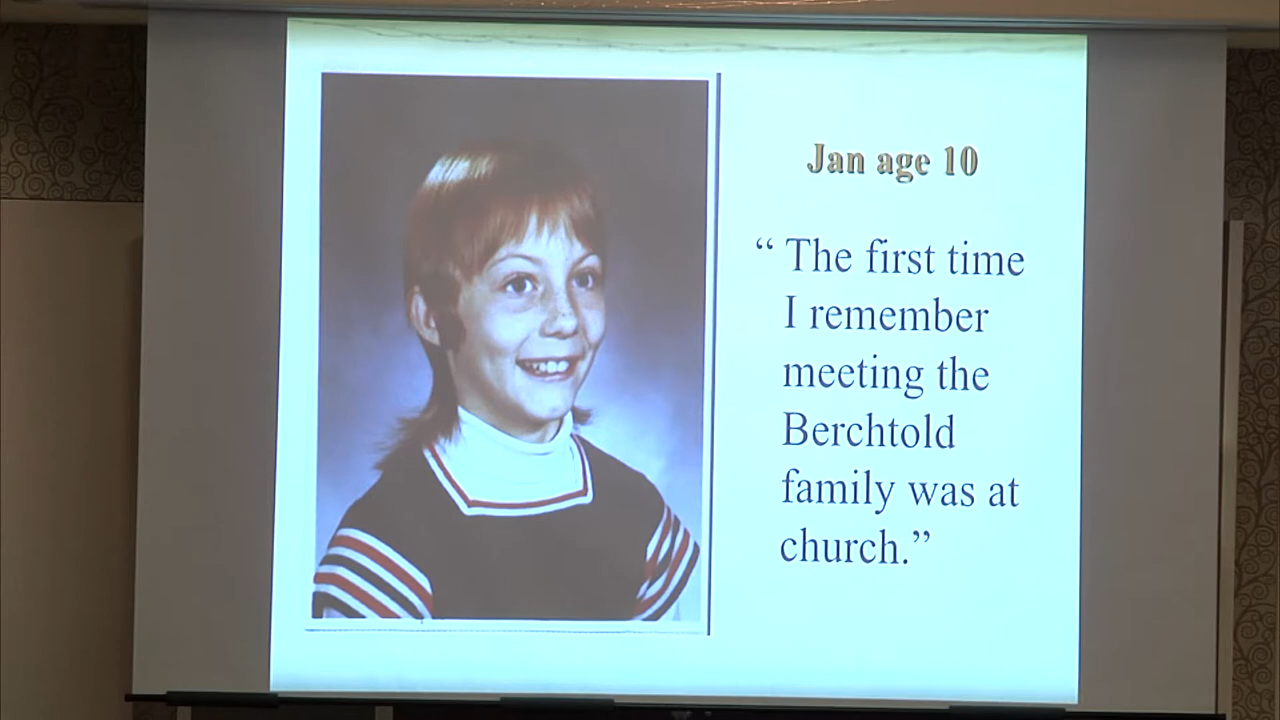 Jan age 10
“ The first time
I remember
meeting the
Berchtold
family was at
church.”